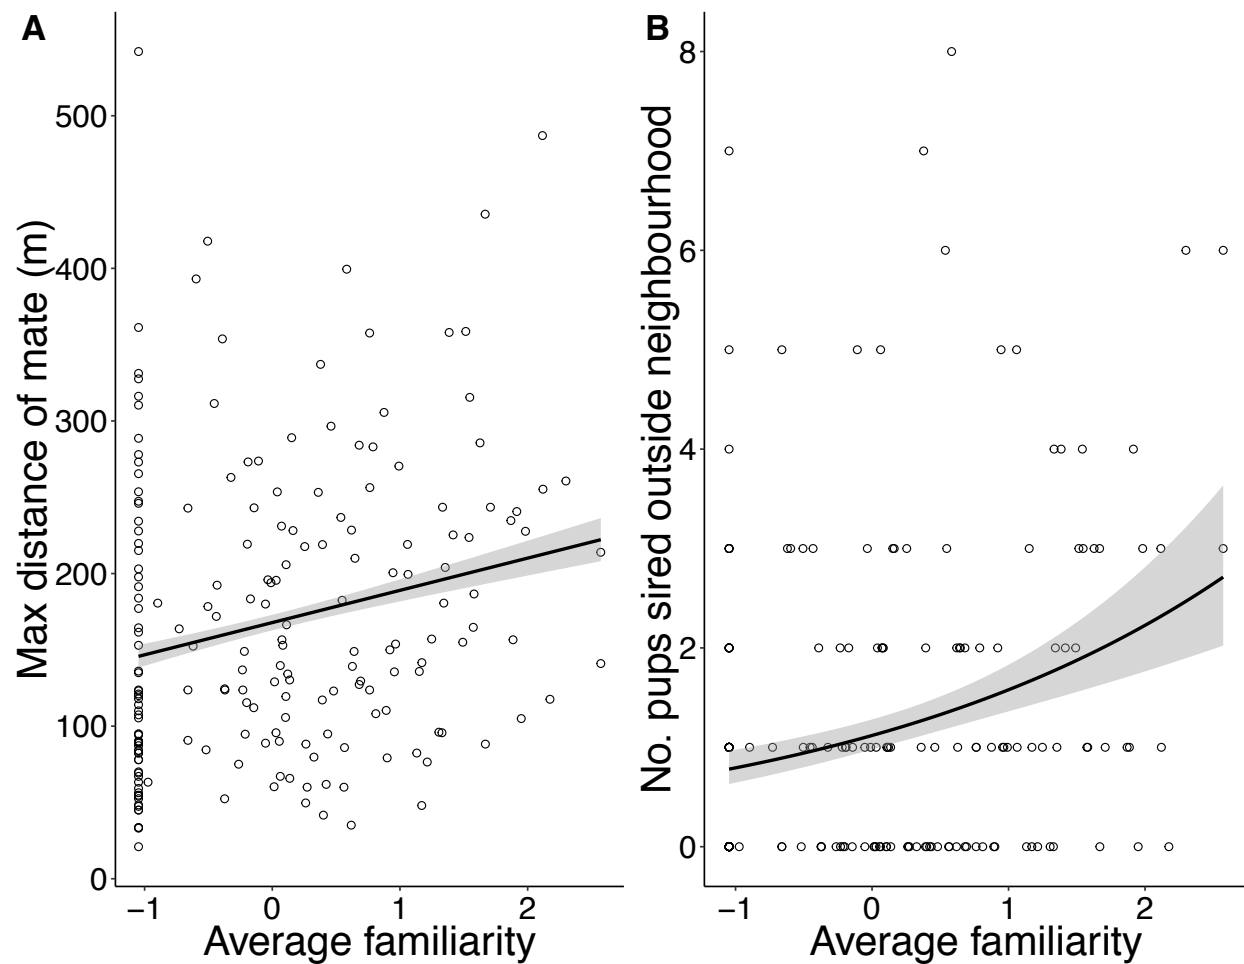 A
Max distance of mate (m)
500
400
300
200
100
0
−1 0 1 2
Average familiarity
B
No. pups sired outside neighbourhood
8
6
4
2
0
−1 0 1 2
Average familiarity